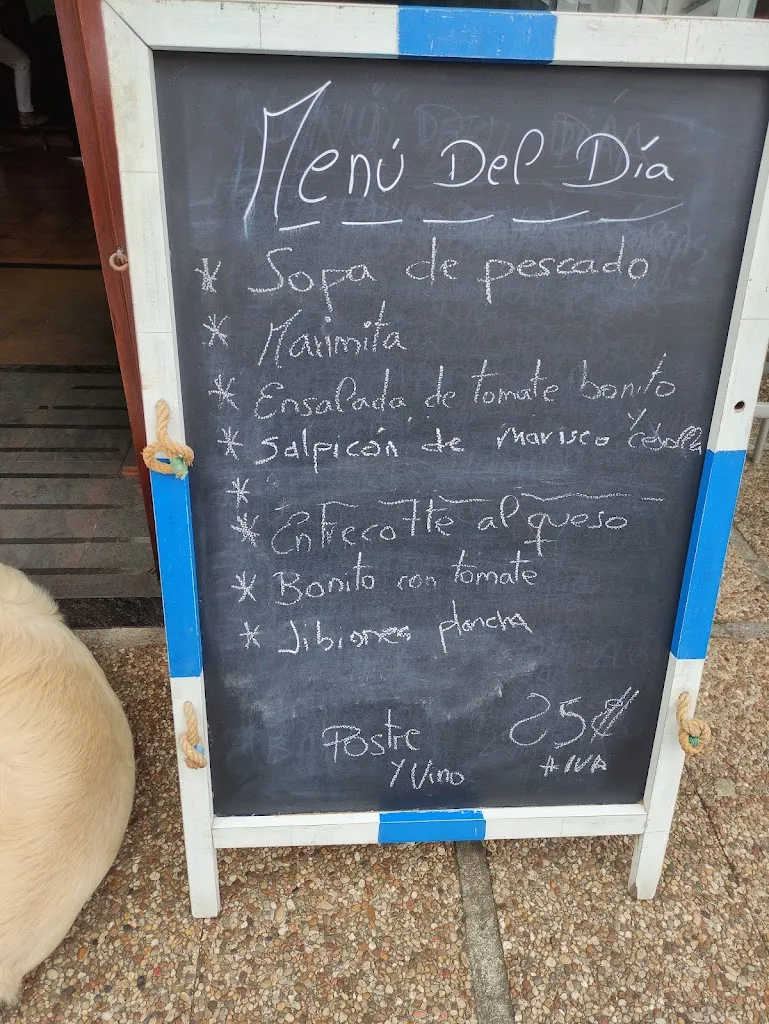 Menú Del Día
* Sopa de pescado
* Marimita
* Ensalada de tomate bonito
y cebolla
* Salpicón de Marisco
*
* Entrecotte al queso
* Bonito con tomate
* Jibiones plancha
Postre
y Vino
25€
+ IVA